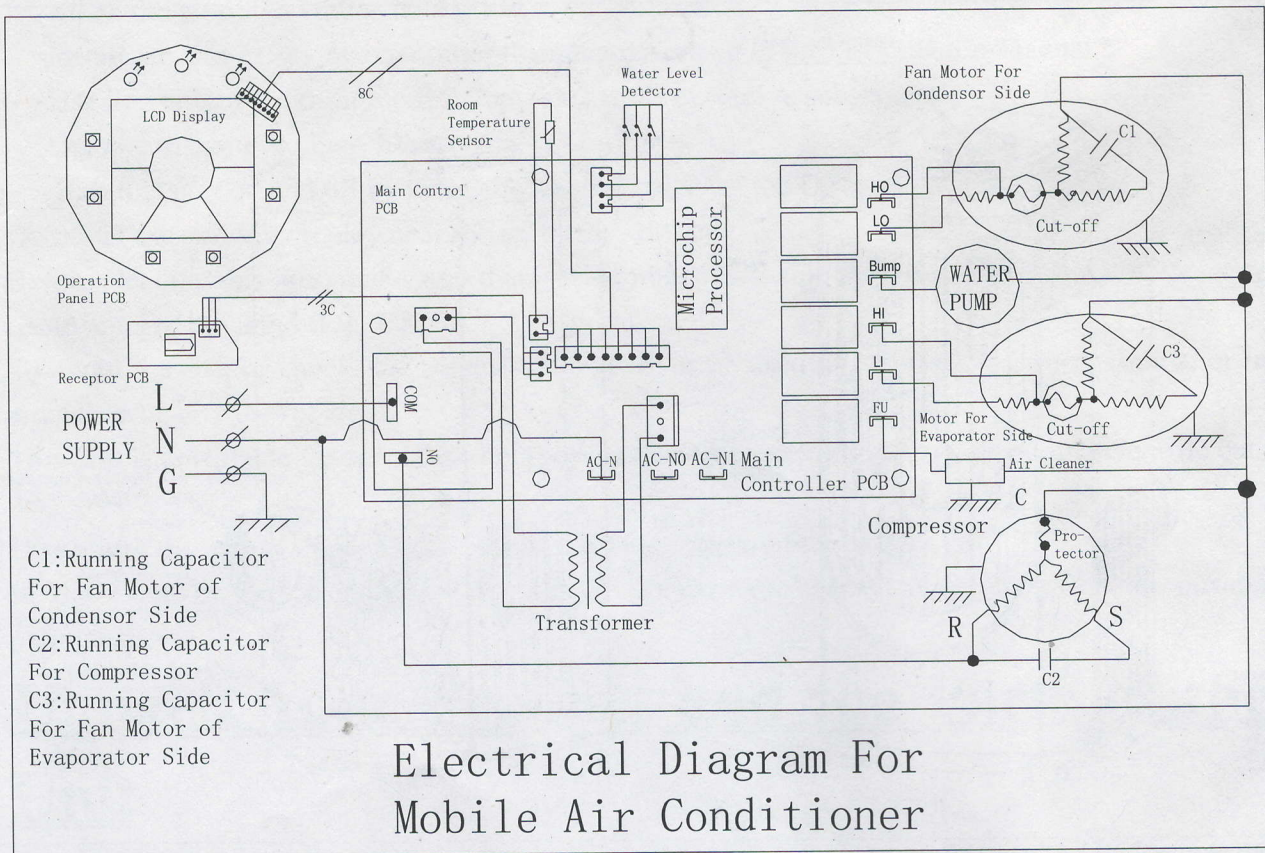 8C
LCD Display
Room
Temperature
Sensor
Water Level
Detector
Fan Motor For
Condensor Side
C1
Cut-off
Main Control
PCB
Microchip
Processor
HO
LO
Bump
HI
LI
FU
WATER
PUMP
Operation
Panel PCB
3C
Receptor PCB
C3
Cut-off
Motor For
Evaporator Side
POWER
SUPPLY
L
N
G
COM
NO
AC-N
AC-N0
AC-N1
Main
Controller PCB
Air Cleaner
Compressor
C
Pro-
tector
R
S
C2
Transformer
C1:Running Capacitor
For Fan Motor of
Condensor Side
C2:Running Capacitor
For Compressor
C3:Running Capacitor
For Fan Motor of
Evaporator Side
Electrical Diagram For
Mobile Air Conditioner